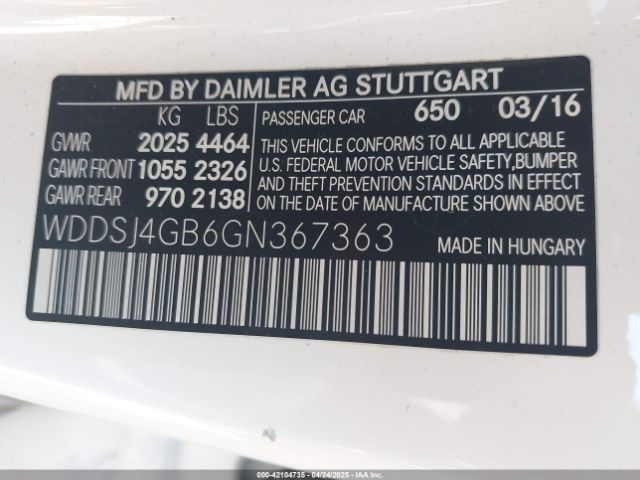 MFD BY DAIMLER AG STUTTGART
KG LBS PASSENGER CAR 650 03/16
GVWR 2025 4464
GAWR FRONT 1055 2326
GAWR REAR 970 2138
THIS VEHICLE CONFORMS TO ALL APPLICABLE
U.S. FEDERAL MOTOR VEHICLE SAFETY,BUMPER
AND THEFT PREVENTION STANDARDS IN EFFECT
ON THE DATE OF MANUFACTURE SHOWN ABOVE
WDDSJ4GB6GN367363 MADE IN HUNGARY
000-42104735 - 04/24/2025 - IAA Inc. All Rights Reserved